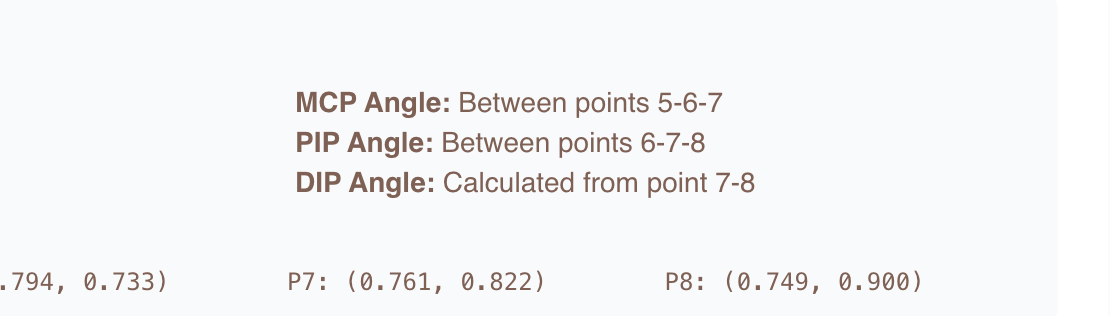 MCP Angle: Between points 5-6-7
PIP Angle: Between points 6-7-8
DIP Angle: Calculated from point 7-8
.794, 0.733) P7: (0.761, 0.822) P8: (0.749, 0.900)